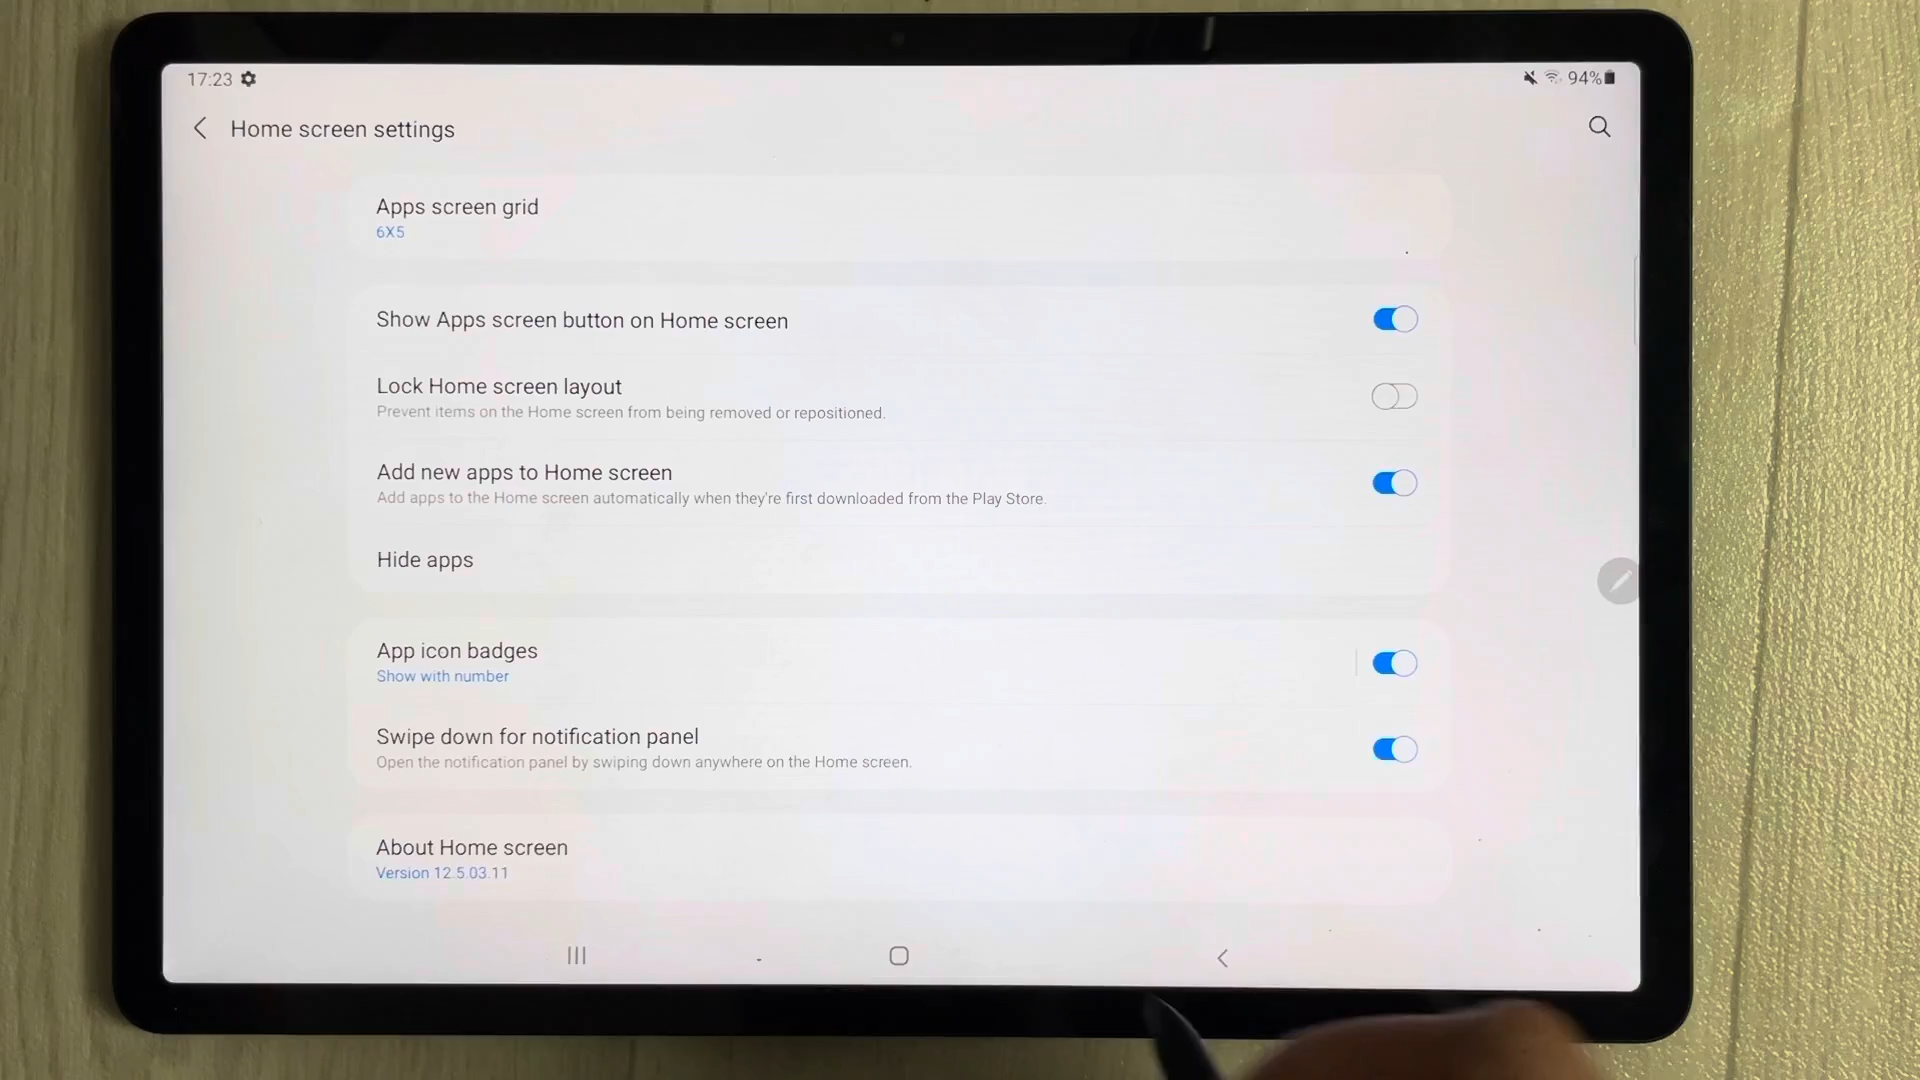 17:23
94%
Home screen settings
Apps screen grid
6X5
Show Apps screen button on Home screen
Lock Home screen layout
Prevent items on the Home screen from being removed or repositioned.
Add new apps to Home screen
Add apps to the Home screen automatically when they're first downloaded from the Play Store.
Hide apps
App icon badges
Show with number
Swipe down for notification panel
Open the notification panel by swiping down anywhere on the Home screen.
About Home screen
Version 12.5.03.11